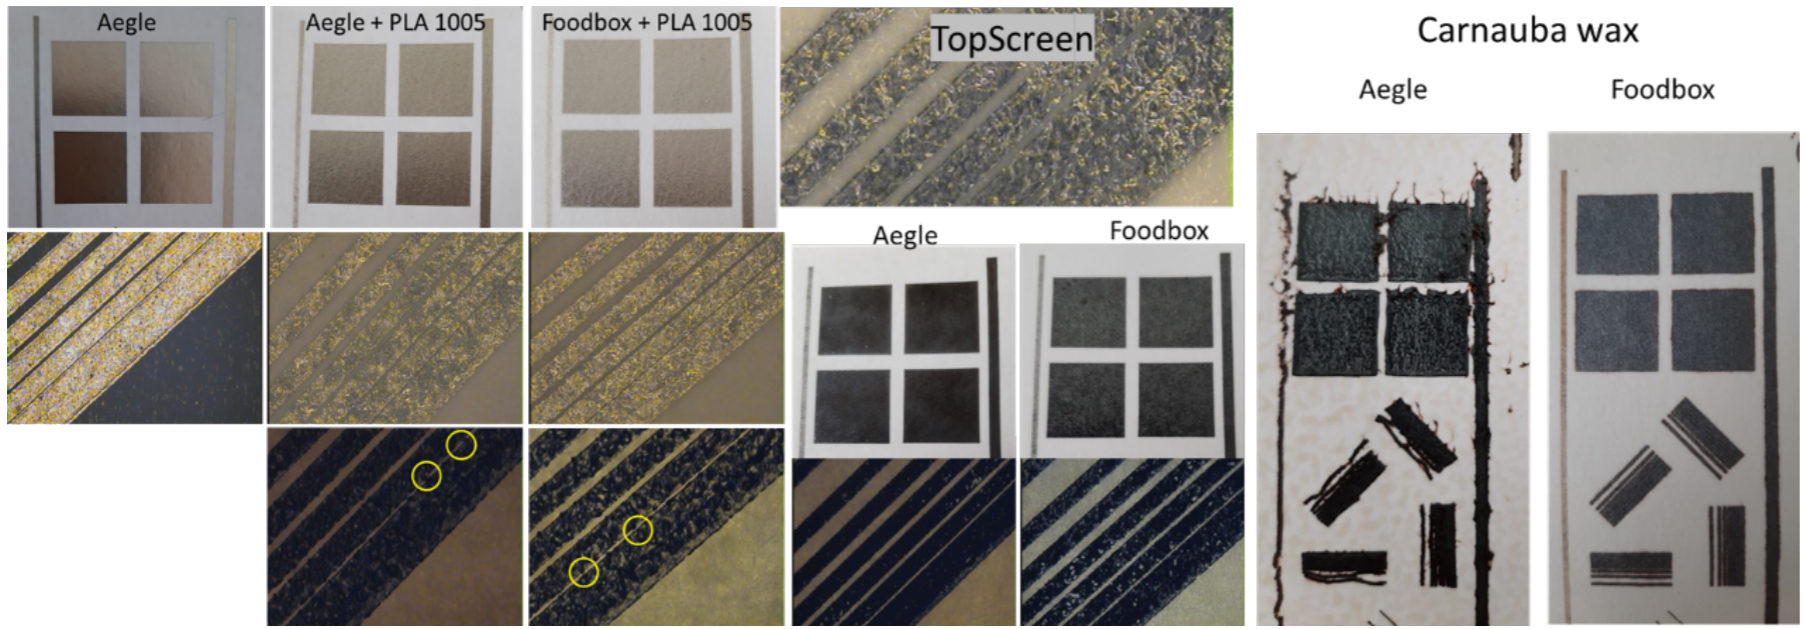 Aegle
Aegle + PLA 1005
Foodbox + PLA 1005
TopScreen
Carnauba wax
Aegle
Foodbox
Aegle
Foodbox